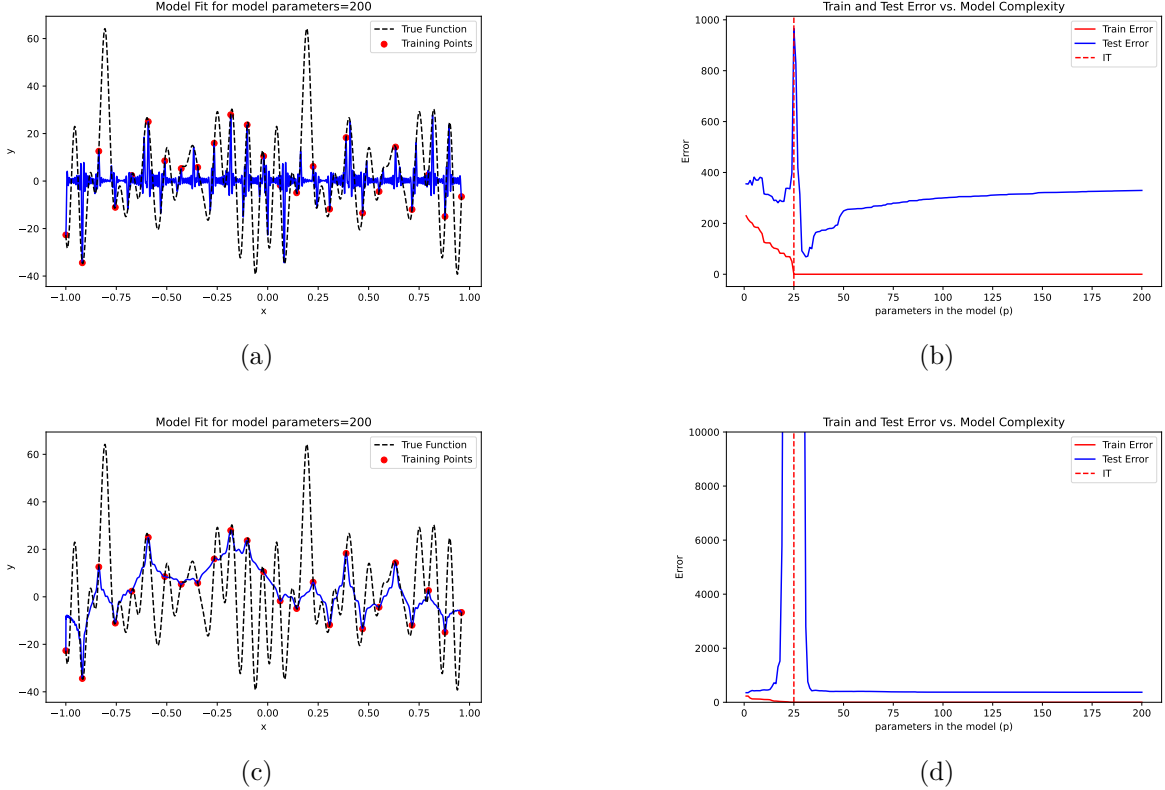 Model Fit for model parameters=200
True Function
Training Points
60
40
20
0
−20
−40
y
−1.00 −0.75 −0.50 −0.25 0.00 0.25 0.50 0.75 1.00
x
(a)
Train and Test Error vs. Model Complexity
Train Error
Test Error
IT
1000
800
600
400
200
0
Error
0 25 50 75 100 125 150 175 200
parameters in the model (p)
(b)
Model Fit for model parameters=200
True Function
Training Points
60
40
20
0
−20
−40
y
−1.00 −0.75 −0.50 −0.25 0.00 0.25 0.50 0.75 1.00
x
(c)
Train and Test Error vs. Model Complexity
Train Error
Test Error
IT
10000
8000
6000
4000
2000
0
Error
0 25 50 75 100 125 150 175 200
parameters in the model (p)
(d)